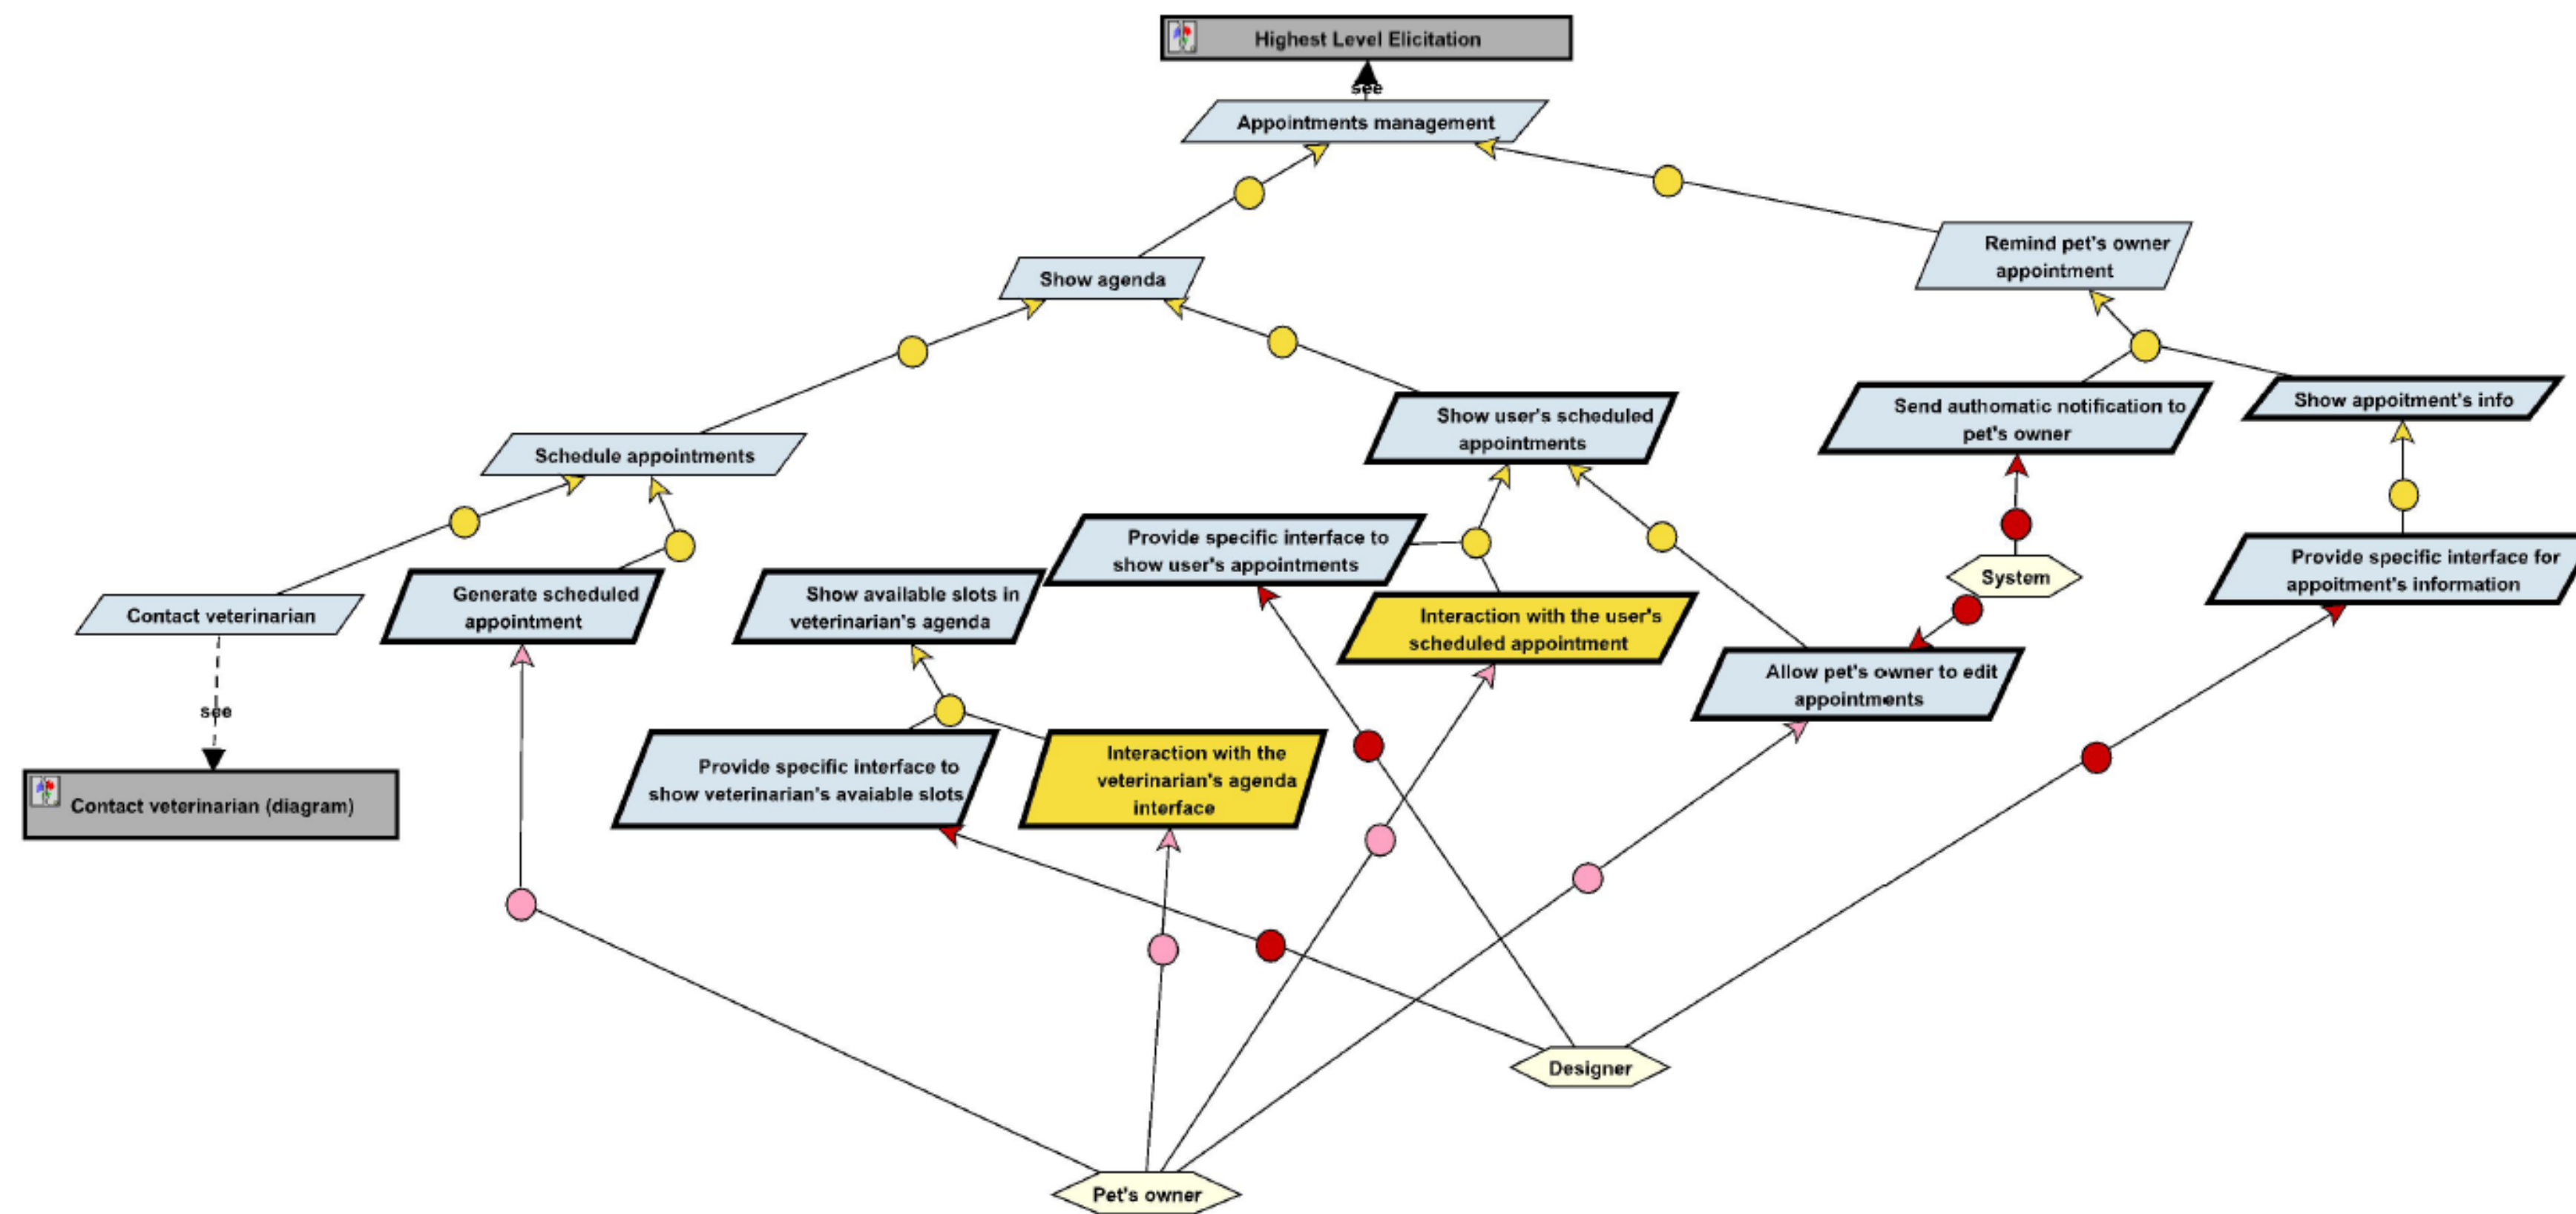 Highest Level Elicitation
see
Appointments management
Remind pet's owner
appointment
Show agenda
Show user's scheduled
appointments
Send authomatic notification to
pet's owner
Show appoitment's info
Schedule appointments
Provide specific interface to
show user's appointments
System
Provide specific interface for
appoitment's information
Contact veterinarian
Generate scheduled
appointment
Show available slots in
veterinarian's agenda
Interaction with the user's
scheduled appointment
Allow pet's owner to edit
appointments
see
Contact veterinarian (diagram)
Provide specific interface to
show veterinarian's avaiable slots
Interaction with the
veterinarian's agenda
interface
Designer
Pet's owner